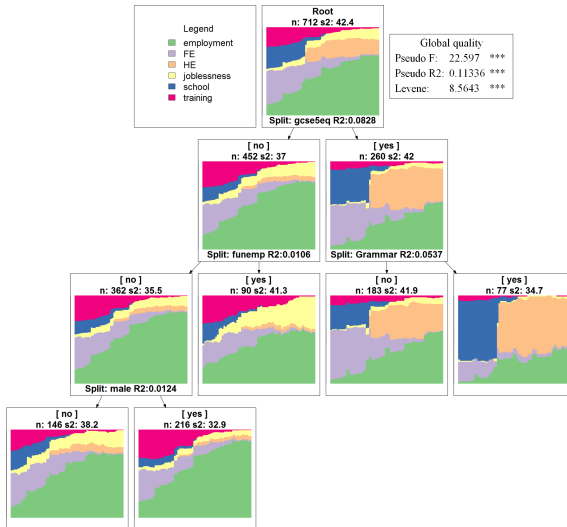 Legend
employment
FE
HE
joblessness
school
training
Root
n: 712 s2: 42.4
Split: gcse5eq R2:0.0828
Global quality
Pseudo F: 22.597 ***
Pseudo R2: 0.11336 ***
Levene: 8.5643 ***
[ no ]
n: 452 s2: 37
Split: funemp R2:0.0106
[ yes ]
n: 260 s2: 42
Split: Grammar R2:0.0537
[ no ]
n: 362 s2: 35.5
Split: male R2:0.0124
[ yes ]
n: 90 s2: 41.3
[ no ]
n: 183 s2: 41.9
[ yes ]
n: 77 s2: 34.7
[ no ]
n: 146 s2: 38.2
[ yes ]
n: 216 s2: 32.9